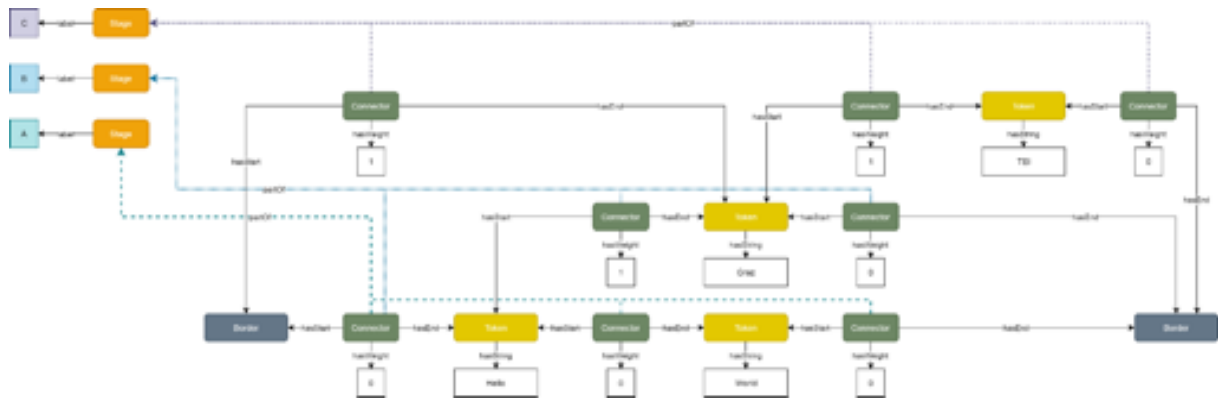 C label Stage partOf
B label Stage
Connector hasEnd Connector hasEnd Token hasStart Connector
A label Stage
hasWeight hasStart hasWeight hasString hasWeight
1 1 TSD 0
hasStart
partOf
hasEnd
partOf hasStart Connector hasEnd Token hasStart Connector hasEnd
hasWeight hasString hasWeight
1 0
Border hasStart Connector hasEnd Token hasStart Connector hasEnd Token hasStart Connector hasEnd Border
hasWeight hasString hasWeight hasString hasWeight
0 Hello 0 World 0